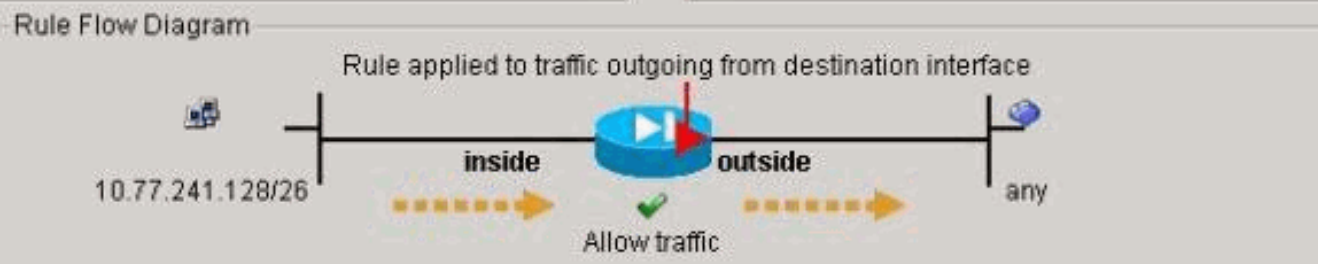 Rule Flow Diagram
Rule applied to traffic outgoing from destination interface
inside
outside
10.77.241.128/26
any
Allow traffic